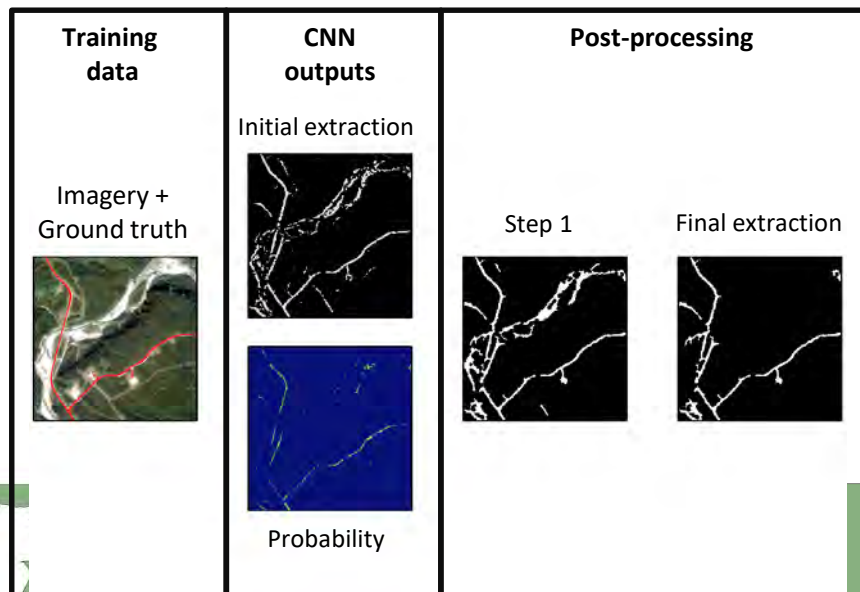 Training
data
CNN
outputs
Post-processing
Initial extraction
Imagery +
Ground truth
Step 1
Final extraction
Probability